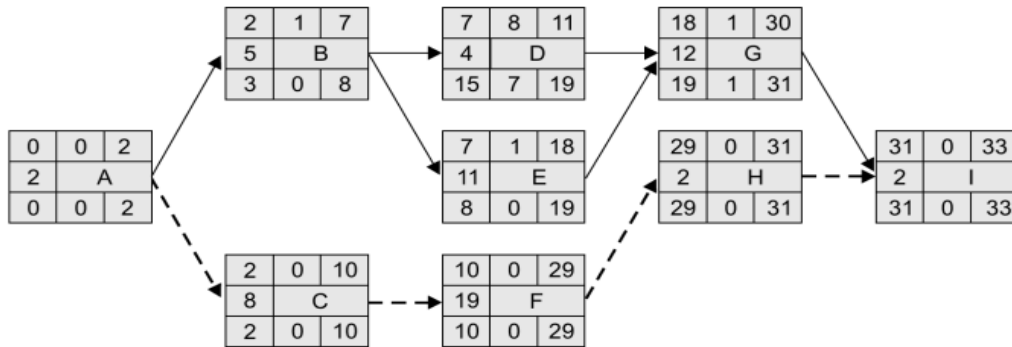 2 1 7
5 B
3 0 8
7 8 11
4 D
15 7 19
18 1 30
12 G
19 1 31
0 0 2
2 A
0 0 2
7 1 18
11 E
8 0 19
29 0 31
2 H
29 0 31
31 0 33
2 I
31 0 33
2 0 10
8 C
2 0 10
10 0 29
19 F
10 0 29